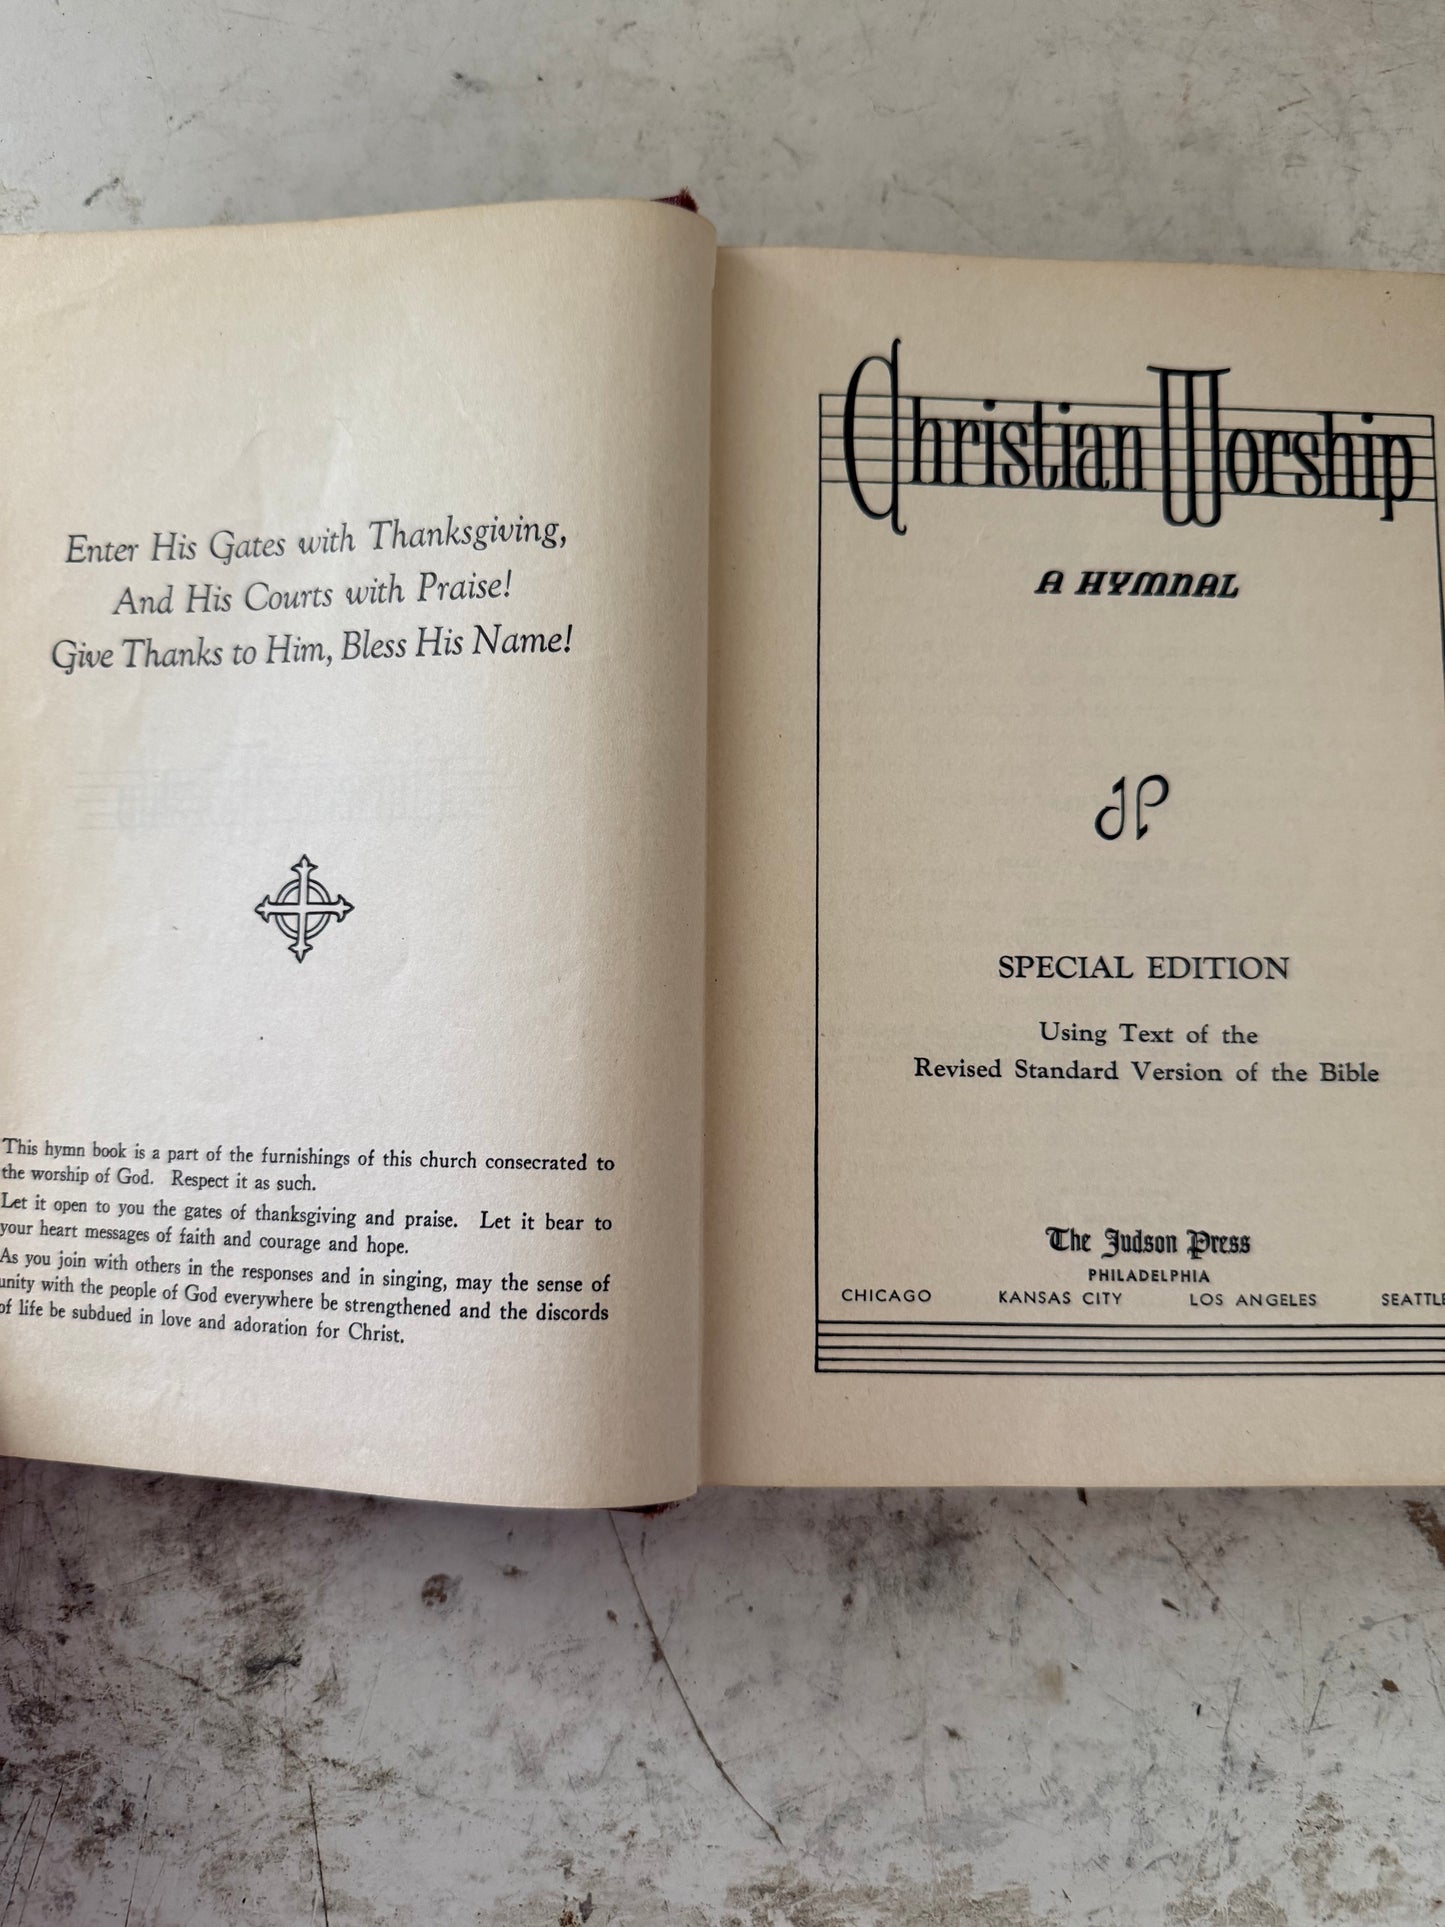 Enter His Gates with Thanksgiving,
And His Courts with Praise!
Give Thanks to Him, Bless His Name!
This hymn book is a part of the furnishings of this church consecrated to
the worship of God. Respect it as such.
Let it open to you the gates of thanksgiving and praise. Let it bear to
your heart messages of faith and courage and hope.
As you join with others in the responses and in singing, may the sense of
unity with the people of God everywhere be strengthened and the discords
of life be subdued in love and adoration for Christ.
Christian Worship
A HYMNAL
JP
SPECIAL EDITION
Using Text of the
Revised Standard Version of the Bible
The Judson Press
PHILADELPHIA
CHICAGO KANSAS CITY LOS ANGELES SEATTLE